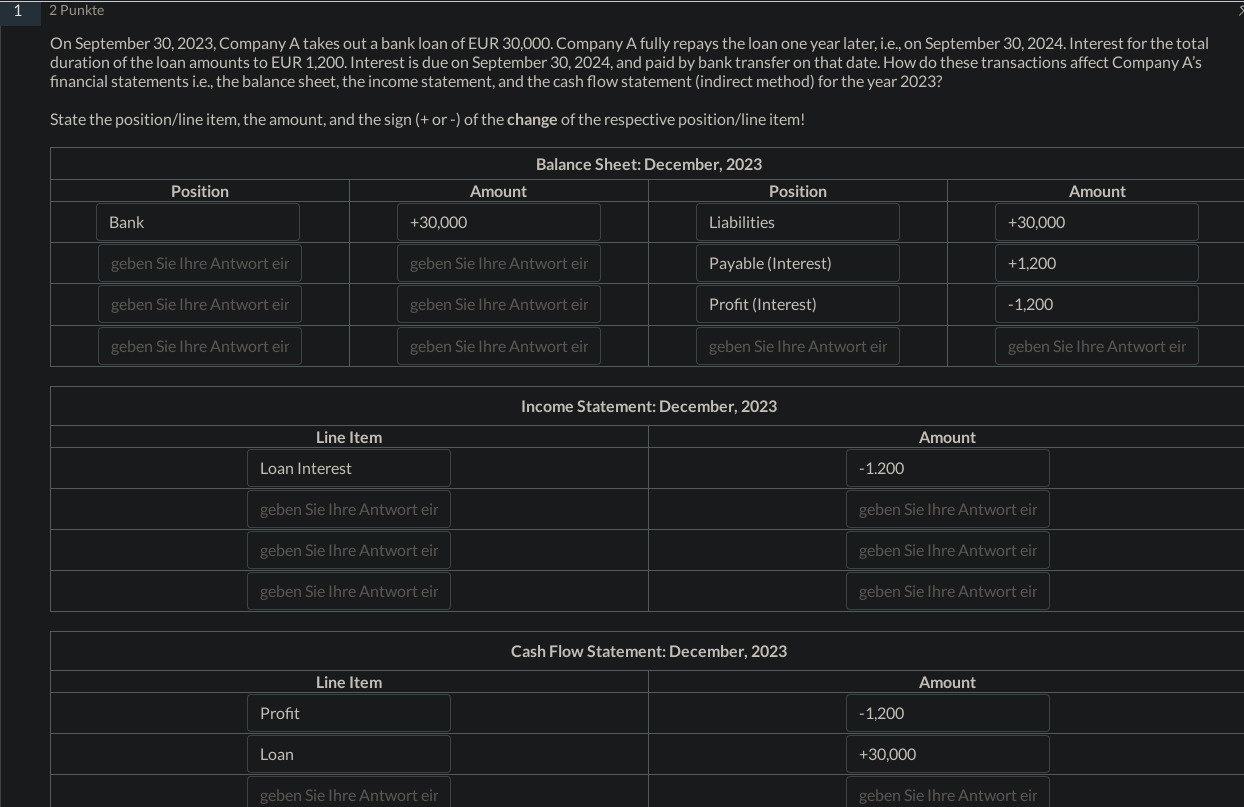 1
2 Punkte
On September 30, 2023, Company A takes out a bank loan of EUR 30,000. Company A fully repays the loan one year later, i.e., on September 30, 2024. Interest for the total
duration of the loan amounts to EUR 1,200. Interest is due on September 30, 2024, and paid by bank transfer on that date. How do these transactions affect Company A's
financial statements i.e., the balance sheet, the income statement, and the cash flow statement (indirect method) for the year 2023?
State the position/line item, the amount, and the sign (+ or -) of the change of the respective position/line item!
Balance Sheet: December, 2023
Position Amount Position Amount
Bank +30,000 Liabilities +30,000
geben Sie Ihre Antwort eir geben Sie Ihre Antwort eir Payable (Interest) +1,200
geben Sie Ihre Antwort eir geben Sie Ihre Antwort eir Profit (Interest) -1,200
geben Sie Ihre Antwort eir geben Sie Ihre Antwort eir geben Sie Ihre Antwort eir geben Sie Ihre Antwort eir
Income Statement: December, 2023
Line Item Amount
Loan Interest -1.200
geben Sie Ihre Antwort eir geben Sie Ihre Antwort eir
geben Sie Ihre Antwort eir geben Sie Ihre Antwort eir
geben Sie Ihre Antwort eir geben Sie Ihre Antwort eir
Cash Flow Statement: December, 2023
Line Item Amount
Profit -1,200
Loan +30,000
geben Sie Ihre Antwort eir geben Sie Ihre Antwort eir